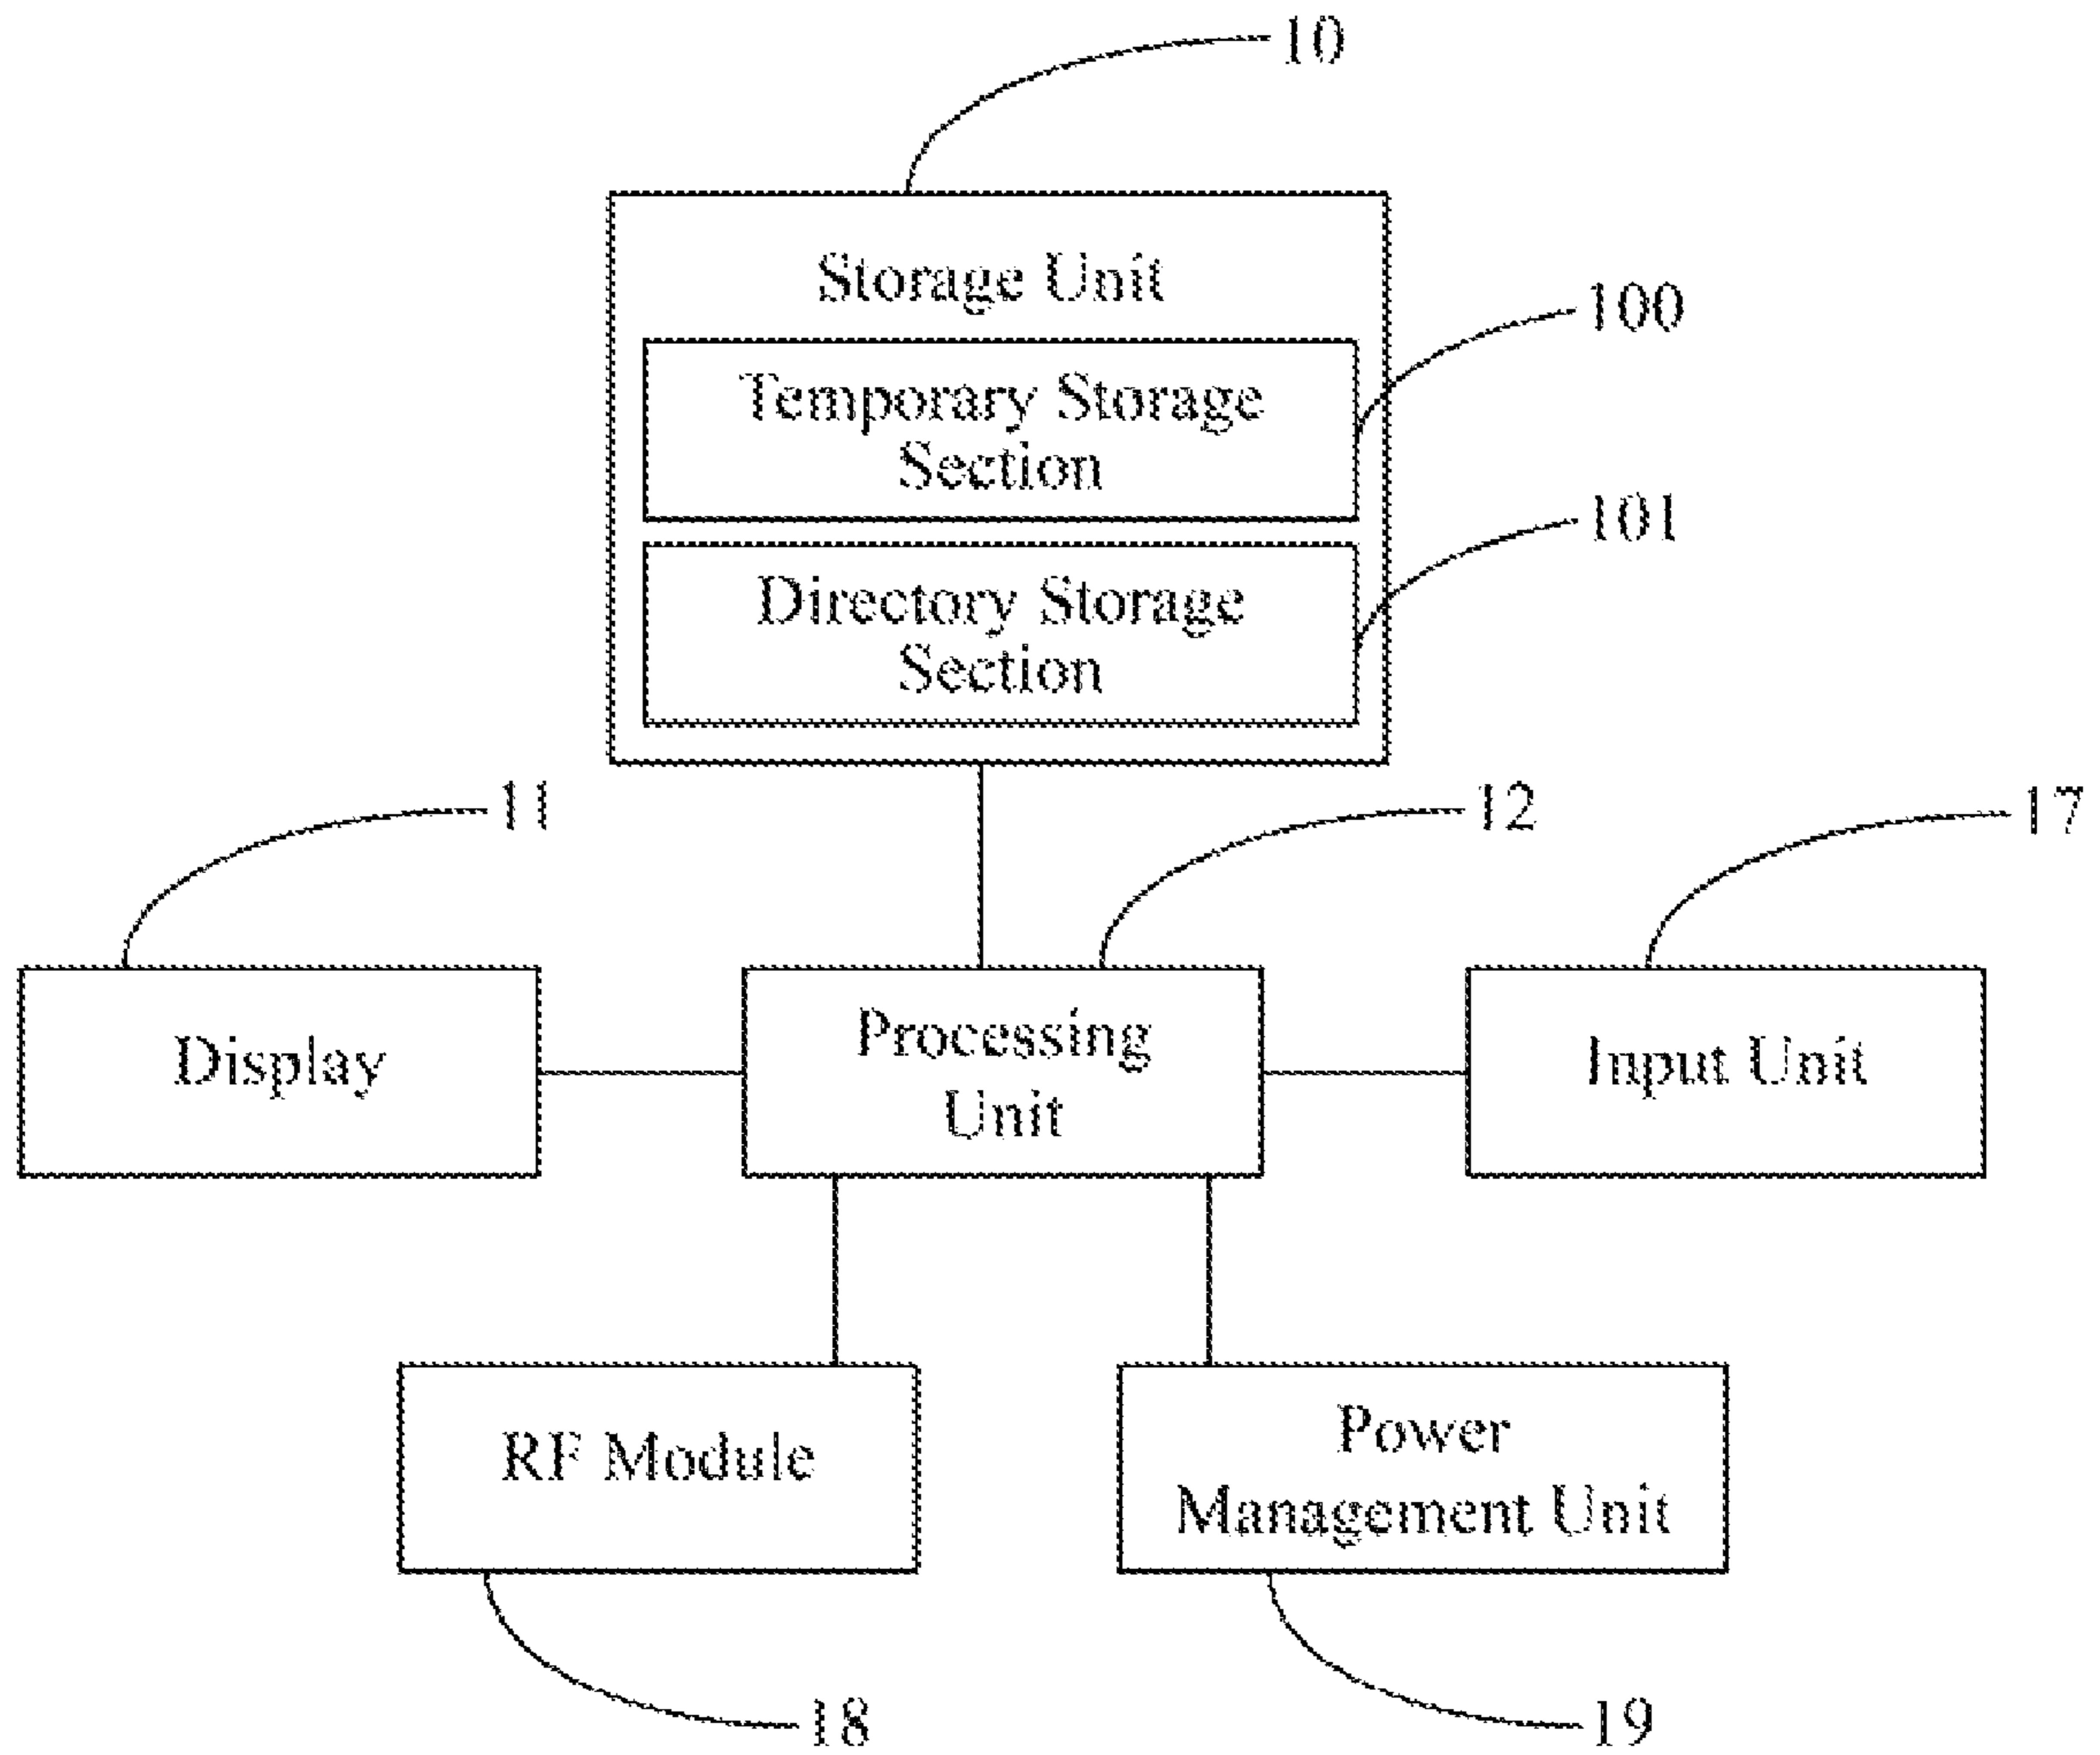 10
Storage Unit
100
Temporary Storage
Section
101
Directory Storage
Section
11
12
17
Display
Processing
Unit
Input Unit
RF Module
Power
Management Unit
18
19